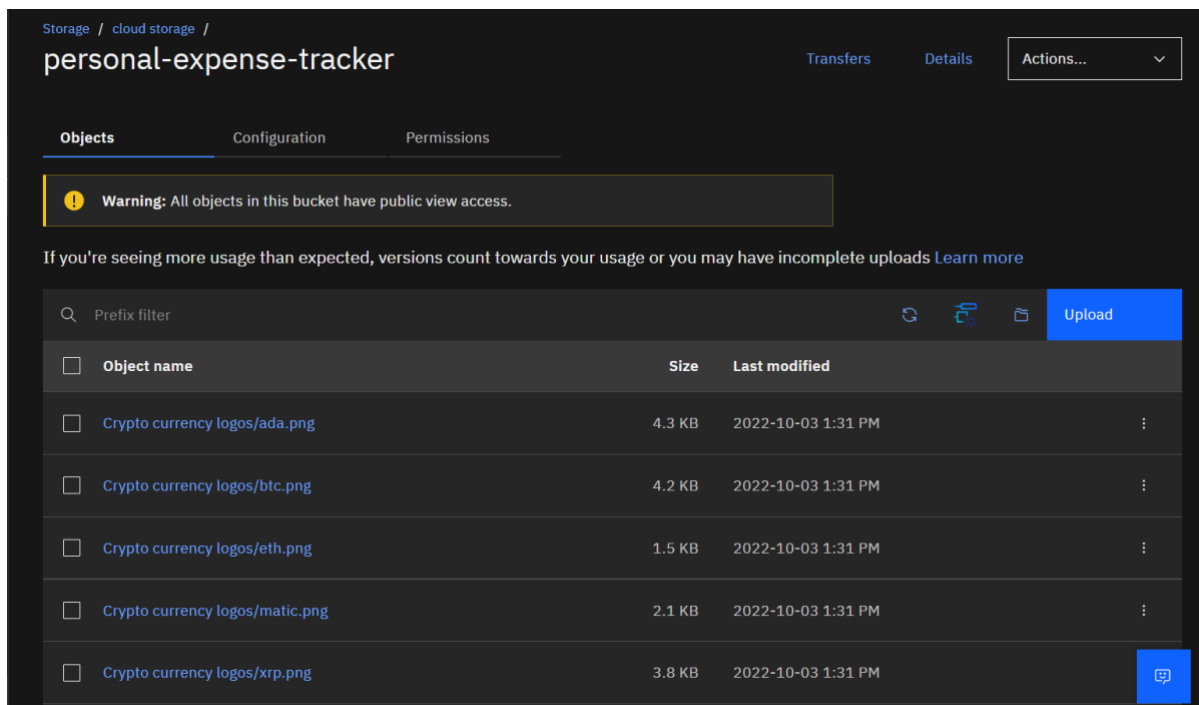 Storage / cloud storage /
personal-expense-tracker
Transfers Details Actions...
Objects Configuration Permissions
Warning: All objects in this bucket have public view access.
If you're seeing more usage than expected, versions count towards your usage or you may have incomplete uploads Learn more
Prefix filter Upload
Object name Size Last modified
Crypto currency logos/ada.png 4.3 KB 2022-10-03 1:31 PM
Crypto currency logos/btc.png 4.2 KB 2022-10-03 1:31 PM
Crypto currency logos/eth.png 1.5 KB 2022-10-03 1:31 PM
Crypto currency logos/matic.png 2.1 KB 2022-10-03 1:31 PM
Crypto currency logos/xrp.png 3.8 KB 2022-10-03 1:31 PM